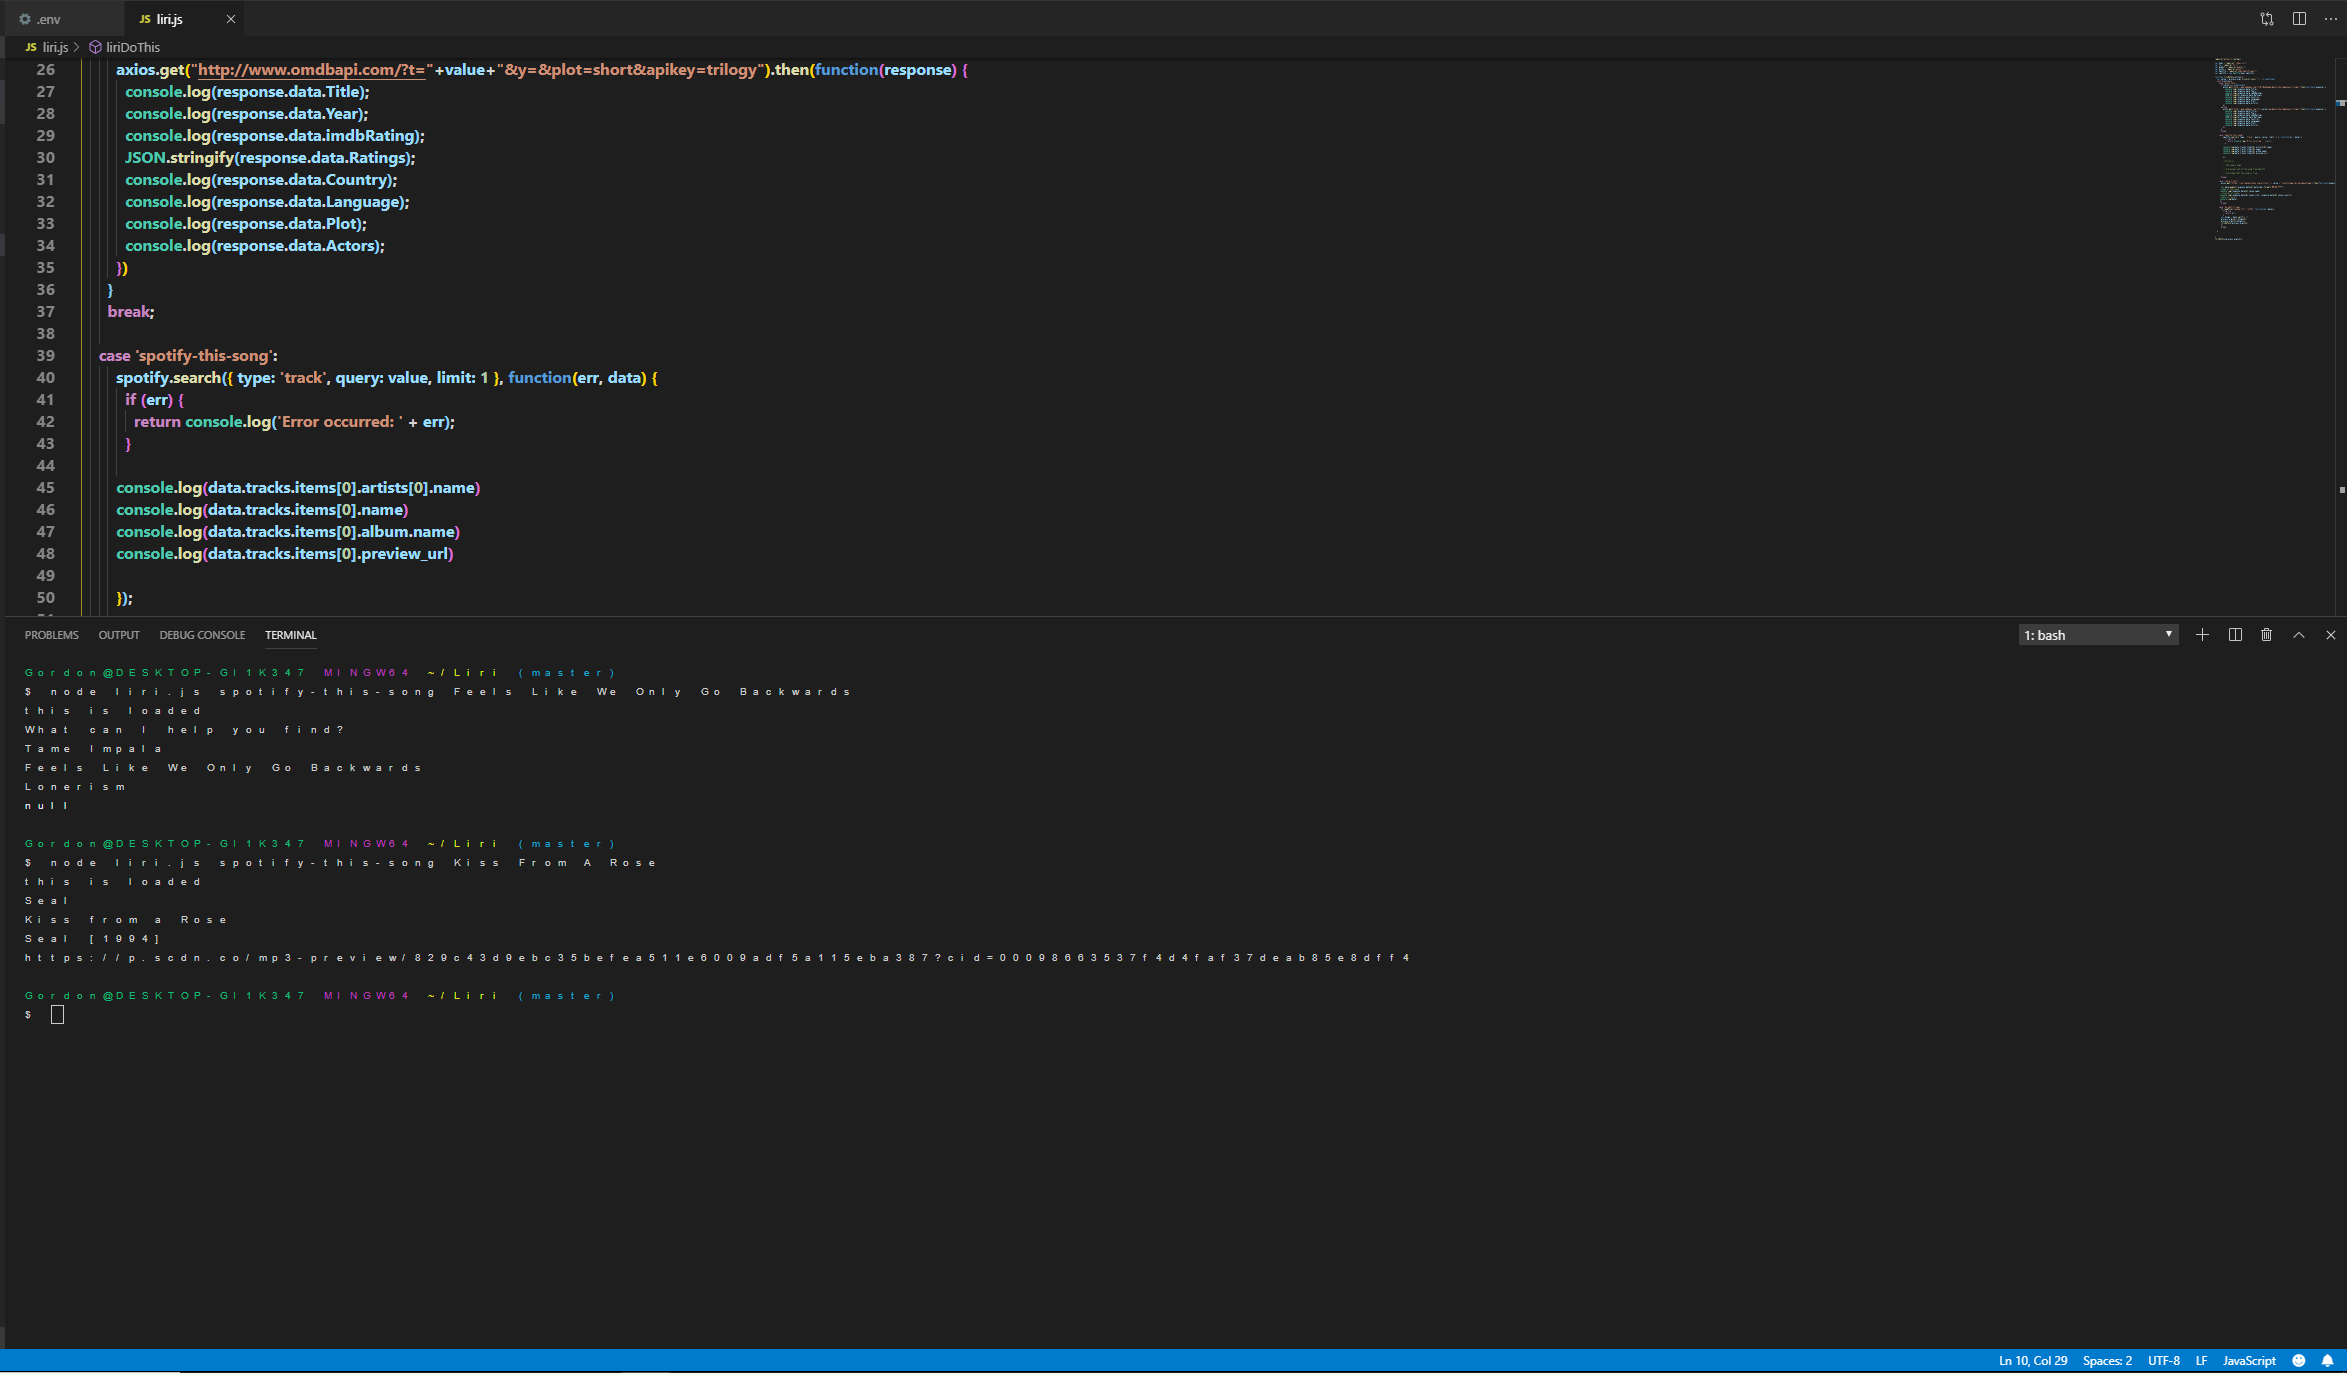 .env
JS liri.js
JS liri.js > liriDoThis
26 axios.get("http://www.omdbapi.com/?t="+value+"&y=&plot=short&apikey=trilogy").then(function(response) {
27 console.log(response.data.Title);
28 console.log(response.data.Year);
29 console.log(response.data.imdbRating);
30 JSON.stringify(response.data.Ratings);
31 console.log(response.data.Country);
32 console.log(response.data.Language);
33 console.log(response.data.Plot);
34 console.log(response.data.Actors);
35 })
36 }
37 break;
38
39 case 'spotify-this-song':
40 spotify.search({ type: 'track', query: value, limit: 1 }, function(err, data) {
41 if (err) {
42 return console.log('Error occurred: ' + err);
43 }
44
45 console.log(data.tracks.items[0].artists[0].name)
46 console.log(data.tracks.items[0].name)
47 console.log(data.tracks.items[0].album.name)
48 console.log(data.tracks.items[0].preview_url)
49
50 });
PROBLEMS OUTPUT DEBUG CONSOLE TERMINAL
1: bash
Gordon@DESKTOP-GI1K347 MINGW64 ~/Liri (master)
$ node liri.js spotify-this-song Feels Like We Only Go Backwards
this is loaded
What can I help you find?
Tame Impala
Feels Like We Only Go Backwards
Lonerism
null
Gordon@DESKTOP-GI1K347 MINGW64 ~/Liri (master)
$ node liri.js spotify-this-song Kiss From A Rose
this is loaded
Seal
Kiss from a Rose
Seal [1994]
https://p.scdn.co/mp3-preview/829c43d9ebc35befea511e6009adf5a115eba387?cid=00098663537f4d4faf37deab85e8dff4
Gordon@DESKTOP-GI1K347 MINGW64 ~/Liri (master)
$
Ln 10, Col 29 Spaces: 2 UTF-8 LF JavaScript